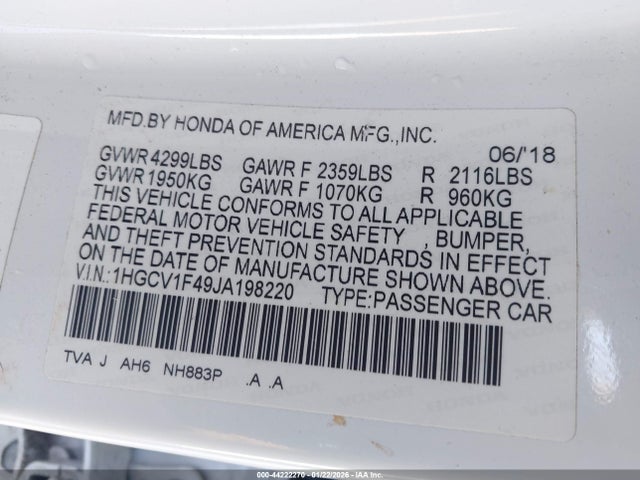 MFD.BY HONDA OF AMERICA MFG.,INC.
06/'18
GVWR 4299LBS GAWR F 2359LBS R 2116LBS
GVWR 1950KG GAWR F 1070KG R 960KG
THIS VEHICLE CONFORMS TO ALL APPLICABLE
FEDERAL MOTOR VEHICLE SAFETY , BUMPER,
AND THEFT PREVENTION STANDARDS IN EFFECT
ON THE DATE OF MANUFACTURE SHOWN ABOVE.
V.I.N.:1HGCV1F49JA198220 TYPE:PASSENGER CAR
TVA J AH6 NH883P .A .A
000-44222270 - 01/22/2026 - IAAI.COM